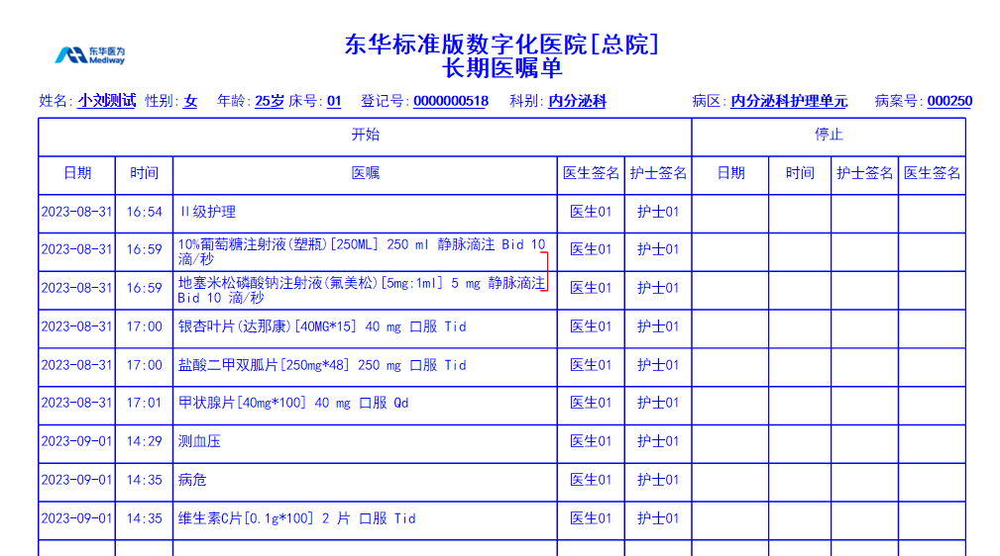 东华医为
Mediway
东华标准版数字化医院[总院]
长期医嘱单
姓名: 小刘测试 性别: 女 年龄: 25岁 床号: 01 登记号: 0000000518 科别: 内分泌科 病区: 内分泌科护理单元 病案号: 000250
开始 停止
日期 时间 医嘱 医生签名 护士签名 日期 时间 护士签名 医生签名
2023-08-31 16:54 Ⅱ级护理 医生01 护士01
2023-08-31 16:59 10%葡萄糖注射液(塑瓶)[250ML] 250 ml 静脉滴注 Bid 10 医生01 护士01
滴/秒
2023-08-31 16:59 地塞米松磷酸钠注射液(氟美松)[5mg:1ml] 5 mg 静脉滴注 医生01 护士01
Bid 10 滴/秒
2023-08-31 17:00 银杏叶片(达那康)[40MG*15] 40 mg 口服 Tid 医生01 护士01
2023-08-31 17:00 盐酸二甲双胍片[250mg*48] 250 mg 口服 Tid 医生01 护士01
2023-08-31 17:01 甲状腺片[40mg*100] 40 mg 口服 Qd 医生01 护士01
2023-09-01 14:29 测血压 医生01 护士01
2023-09-01 14:35 病危 医生01 护士01
2023-09-01 14:35 维生素C片[0.1g*100] 2 片 口服 Tid 医生01 护士01